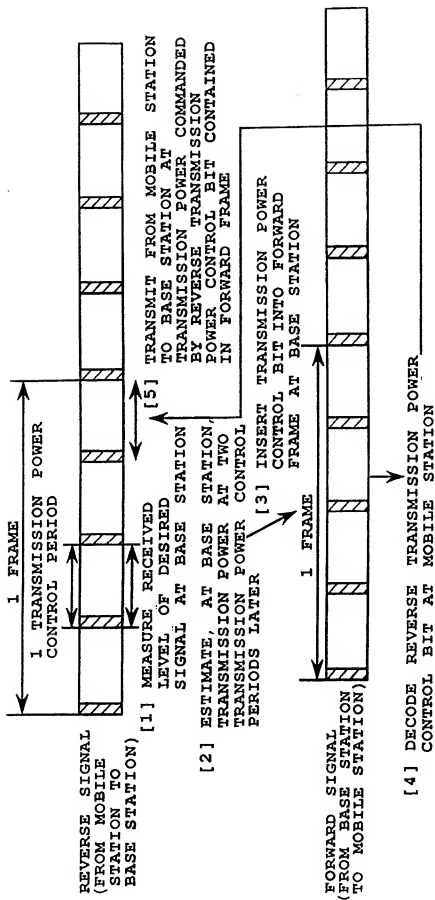 1 FRAME
1 TRANSMISSION POWER
CONTROL PERIOD
REVERSE SIGNAL
(FROM MOBILE
STATION TO
BASE STATION)
[1] MEASURE RECEIVED
LEVEL OF DESIRED
SIGNAL AT BASE STATION
[5] TRANSMIT FROM MOBILE STATION
TO BASE STATION AT
TRANSMISSION POWER COMMANDED
BY REVERSE TRANSMISSION
POWER CONTROL BIT CONTAINED
IN FORWARD FRAME
[2] ESTIMATE, AT BASE STATION,
TRANSMISSION POWER AT TWO
TRANSMISSION POWER CONTROL
PERIODS LATER
[3] INSERT TRANSMISSION POWER
CONTROL BIT INTO FORWARD
FRAME AT BASE STATION
1 FRAME
FORWARD SIGNAL
(FROM BASE STATION
TO MOBILE STATION)
[4] DECODE REVERSE TRANSMISSION POWER
CONTROL BIT AT MOBILE STATION